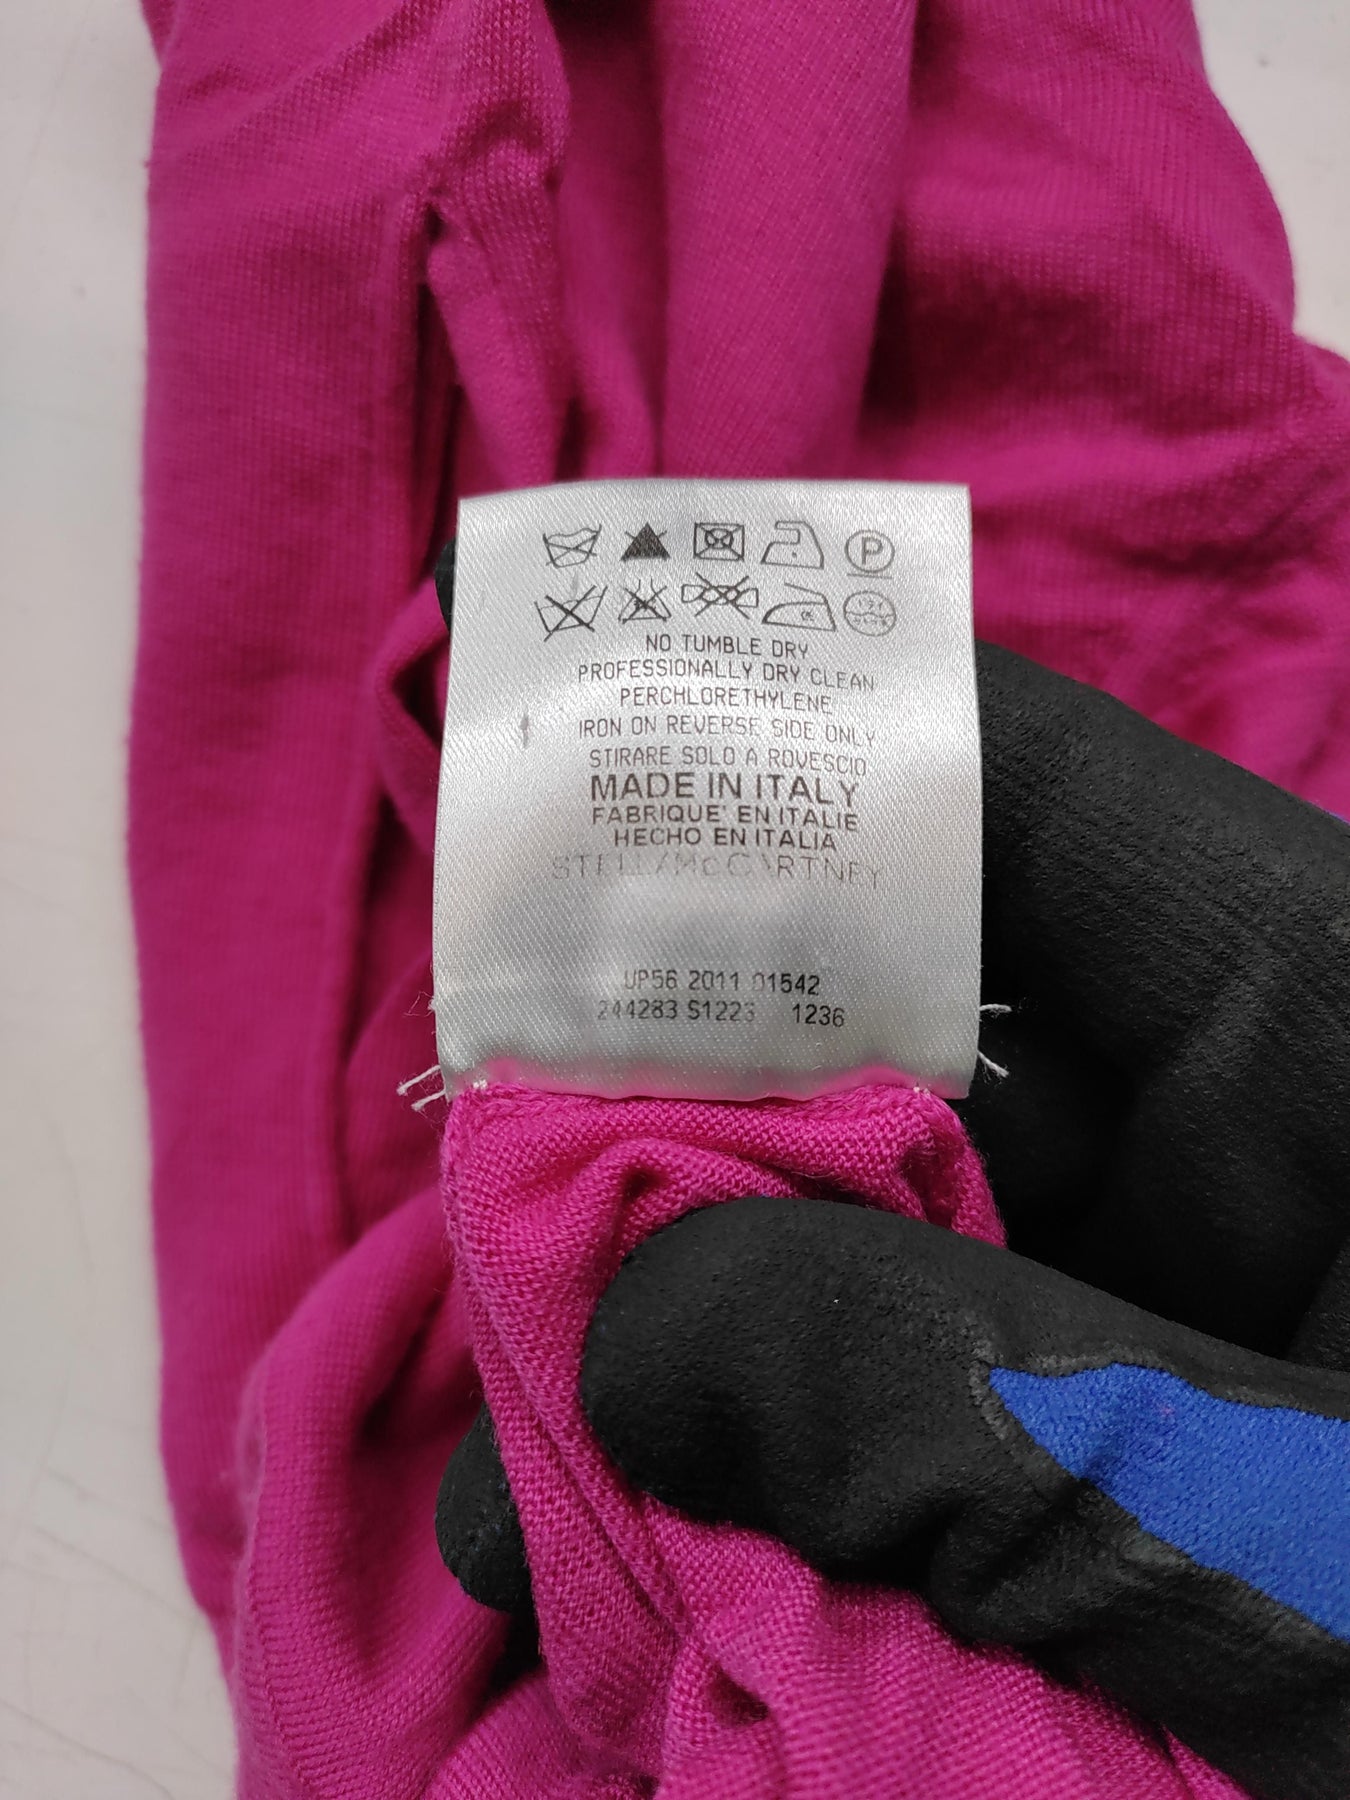 P
NO TUMBLE DRY
PROFESSIONALLY DRY CLEAN
PERCHLORETHYLENE
IRON ON REVERSE SIDE ONLY
STIRARE SOLO A ROVESCIO
MADE IN ITALY
FABRIQUE' EN ITALIE
HECHO EN ITALIA
STELLA McCARTNEY
UP56 2011 01542
244283 S1223 1236